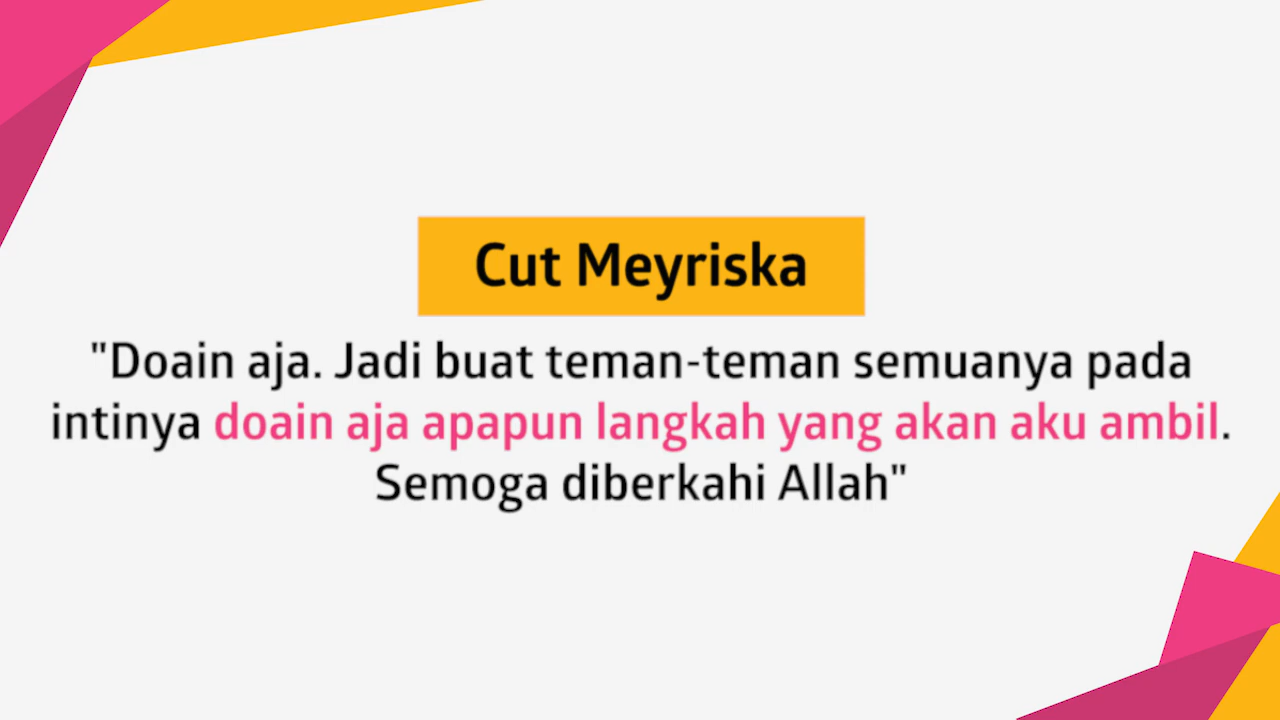 Cut Meyriska
"Doain aja. Jadi buat teman-teman semuanya pada
intinya doain aja apapun langkah yang akan aku ambil.
Semoga diberkahi Allah"